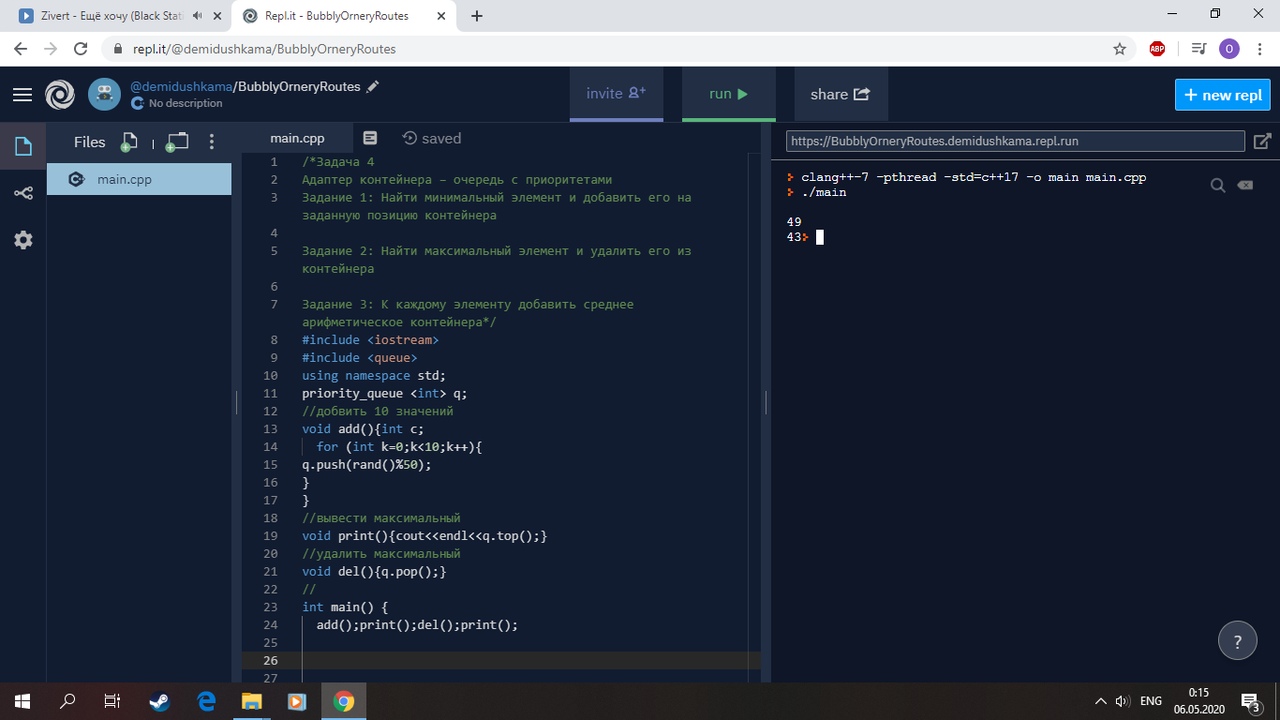 Zivert - Ещё хочу (Black Stat
Repl.it - BubblyOrneryRoutes
repl.it/@demidushkama/BubblyOrneryRoutes
ABP
O
@demidushkama/BubblyOrneryRoutes
No description
invite
run
share
+ new repl
Files
main.cpp
main.cpp
saved
1 /*Задача 4
2 Адаптер контейнера – очередь с приоритетами
3 Задание 1: Найти минимальный элемент и добавить его на
заданную позицию контейнера
4
5 Задание 2: Найти максимальный элемент и удалить его из
контейнера
6
7 Задание 3: К каждому элементу добавить среднее
арифметическое контейнера*/
8 #include <iostream>
9 #include <queue>
10 using namespace std;
11 priority_queue <int> q;
12 //добвить 10 значений
13 void add(){int c;
14 for (int k=0;k<10;k++){
15 q.push(rand()%50);
16 }
17 }
18 //вывести максимальный
19 void print(){cout<<endl<<q.top();}
20 //удалить максимальный
21 void del(){q.pop();}
22 //
23 int main() {
24 add();print();del();print();
25
26
27
https://BubblyOrneryRoutes.demidushkama.repl.run
> clang++-7 -pthread -std=c++17 -o main main.cpp
> ./main
49
43>
?
ENG
0:15
06.05.2020
3